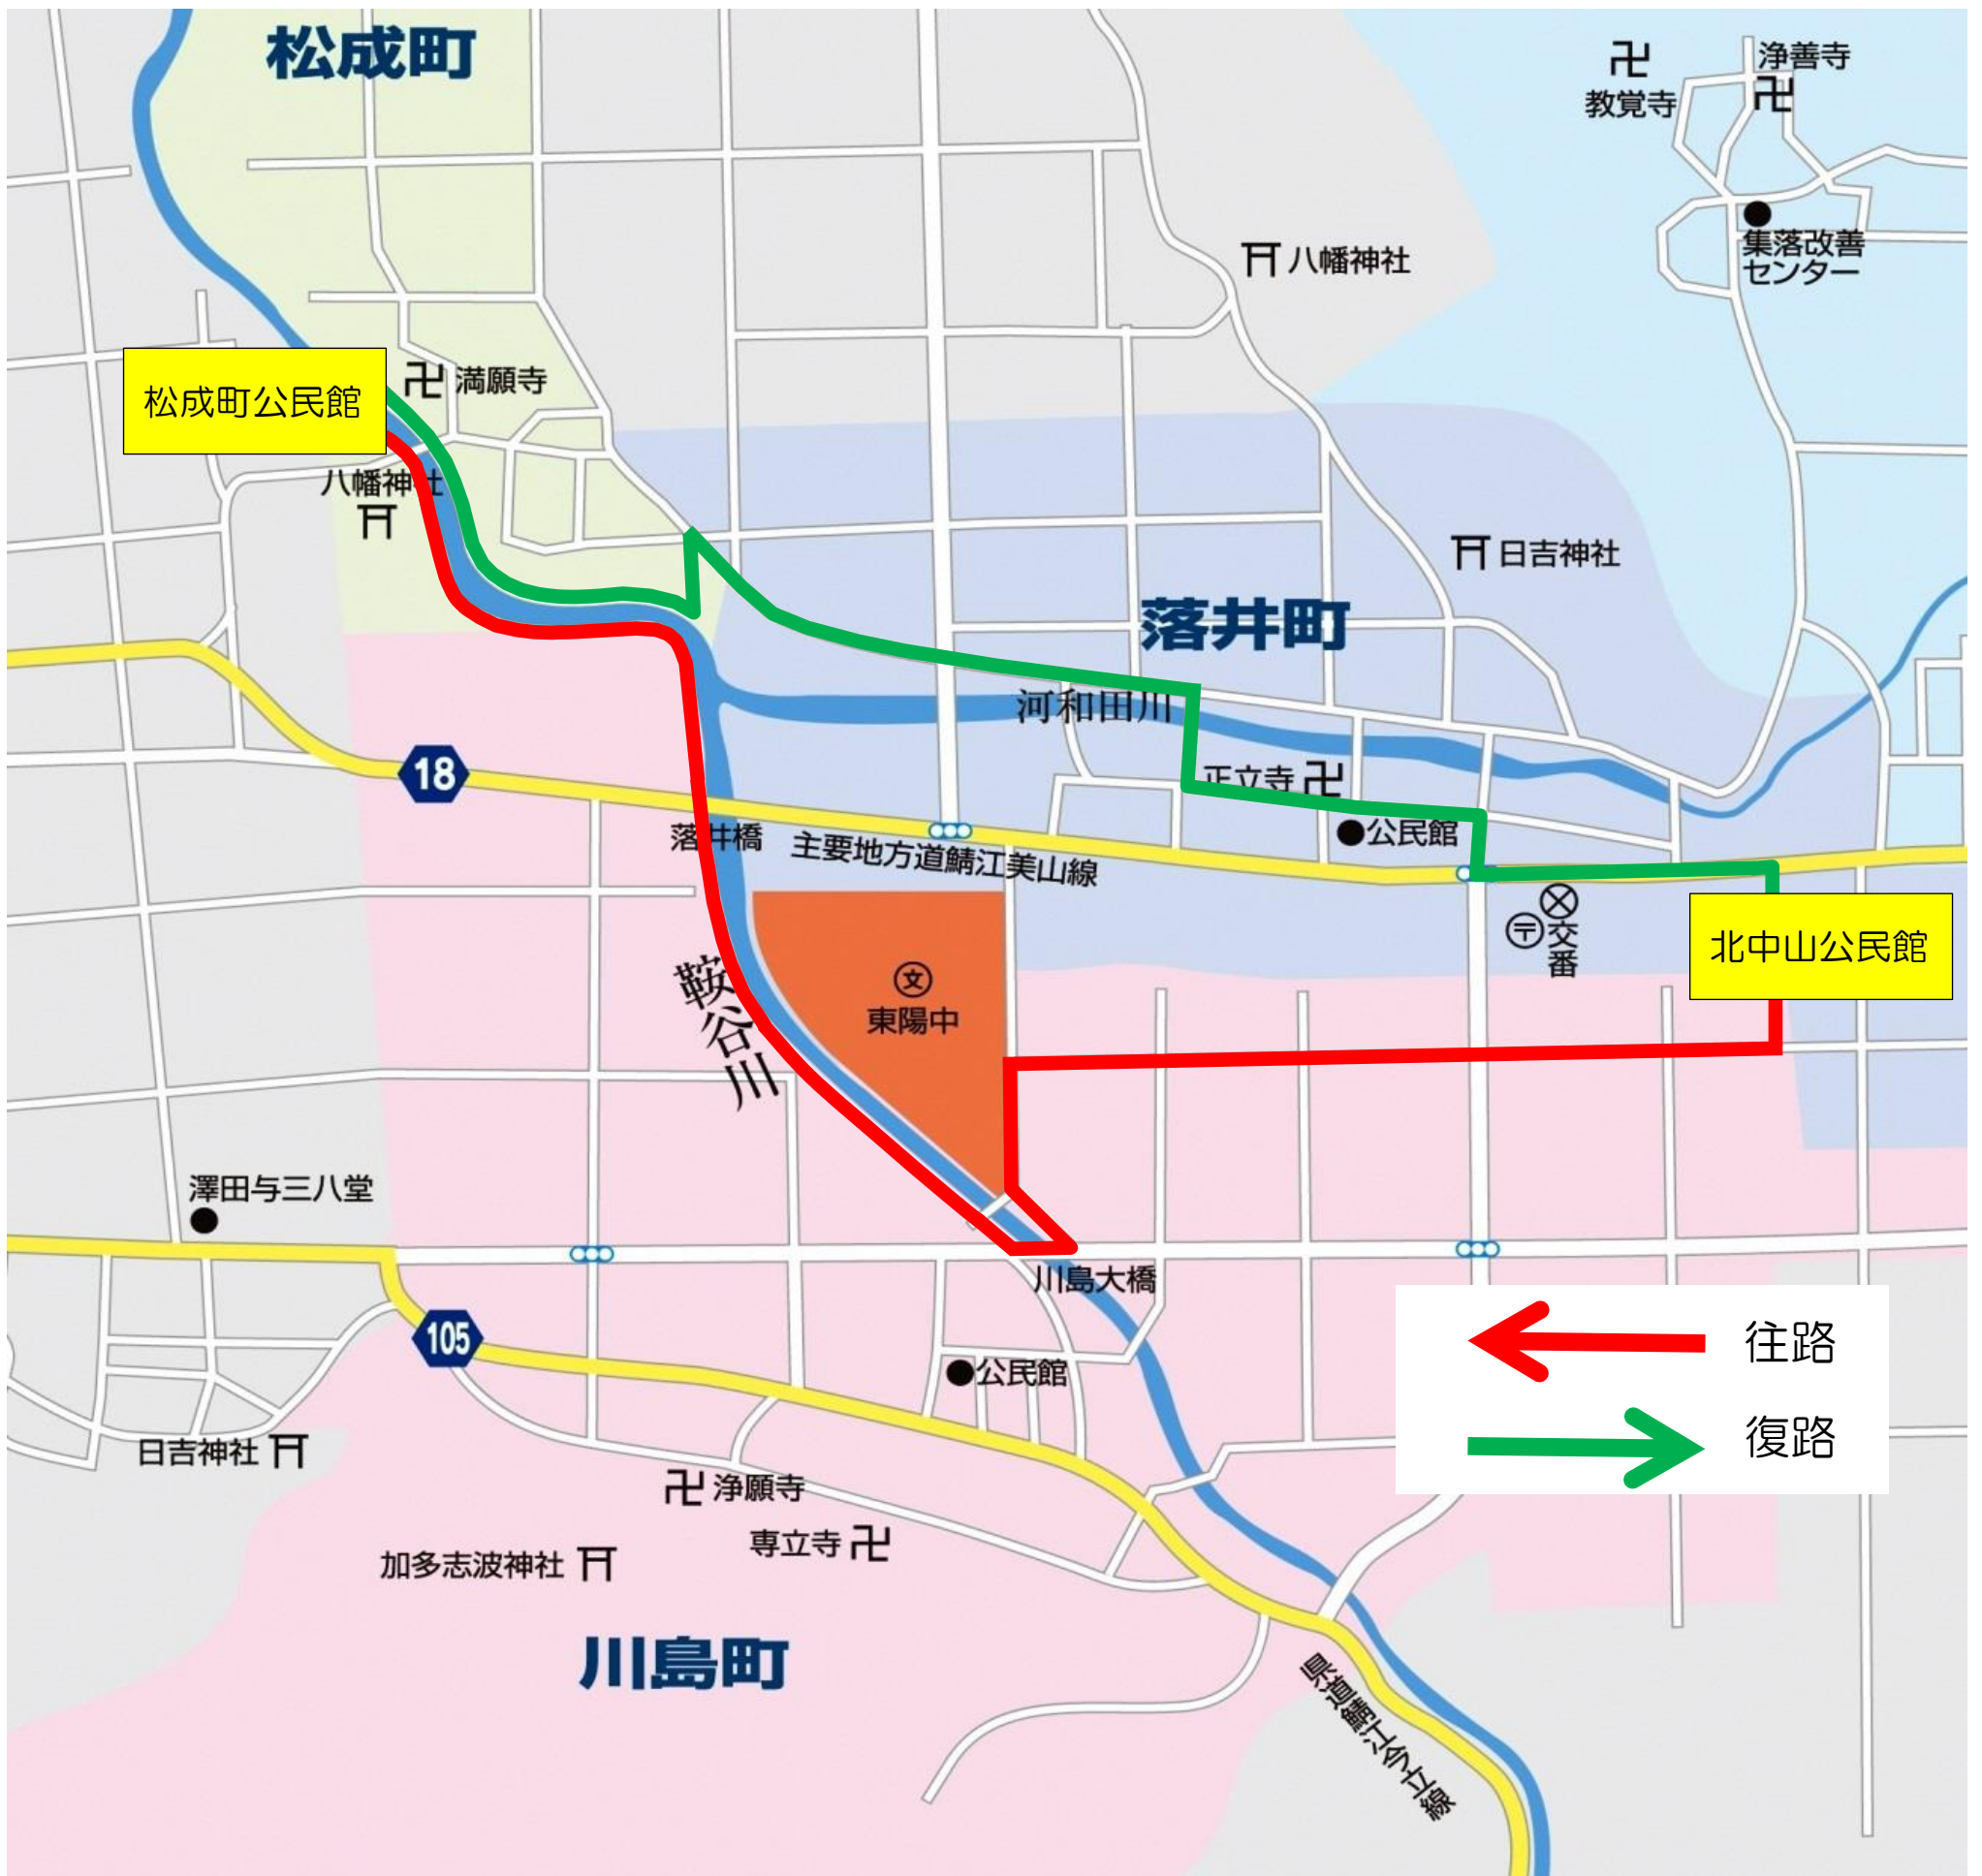 松成町
浄善寺
教覚寺
集落改善
センター
八幡神社
満願寺
松成町公民館
八幡神社
日吉神社
落井町
河和田川
18
正立寺
公民館
落井橋
主要地方道鯖江美山線
交番
北中山公民館
文
東陽中
鞍谷川
澤田与三八堂
川島大橋
105
公民館
往路
復路
日吉神社
浄願寺
専立寺
加多志波神社
川島町
県道鯖江今立線